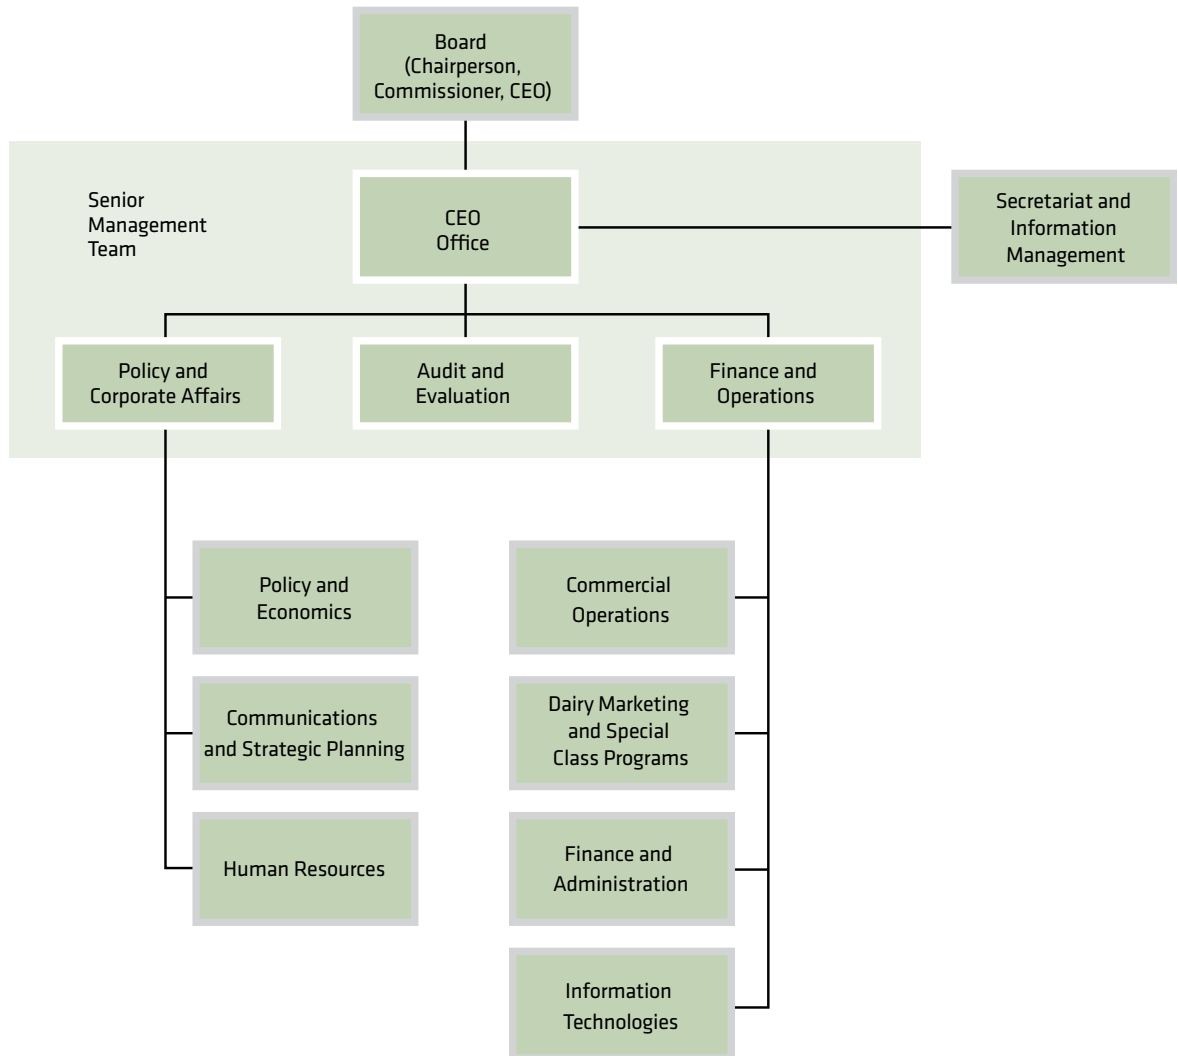 Board
(Chairperson,
Commissioner, CEO)
Senior
Management
Team
CEO
Office
Secretariat and
Information
Management
Policy and
Corporate Affairs
Audit and
Evaluation
Finance and
Operations
Policy and
Economics
Commercial
Operations
Communications
and Strategic Planning
Dairy Marketing
and Special
Class Programs
Human Resources
Finance and
Administration
Information
Technologies